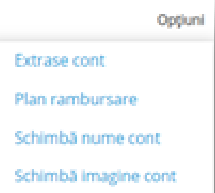 Opțiuni
Extrase cont
Plan rambursare
Schimbă nume cont
Schimbă imagine cont